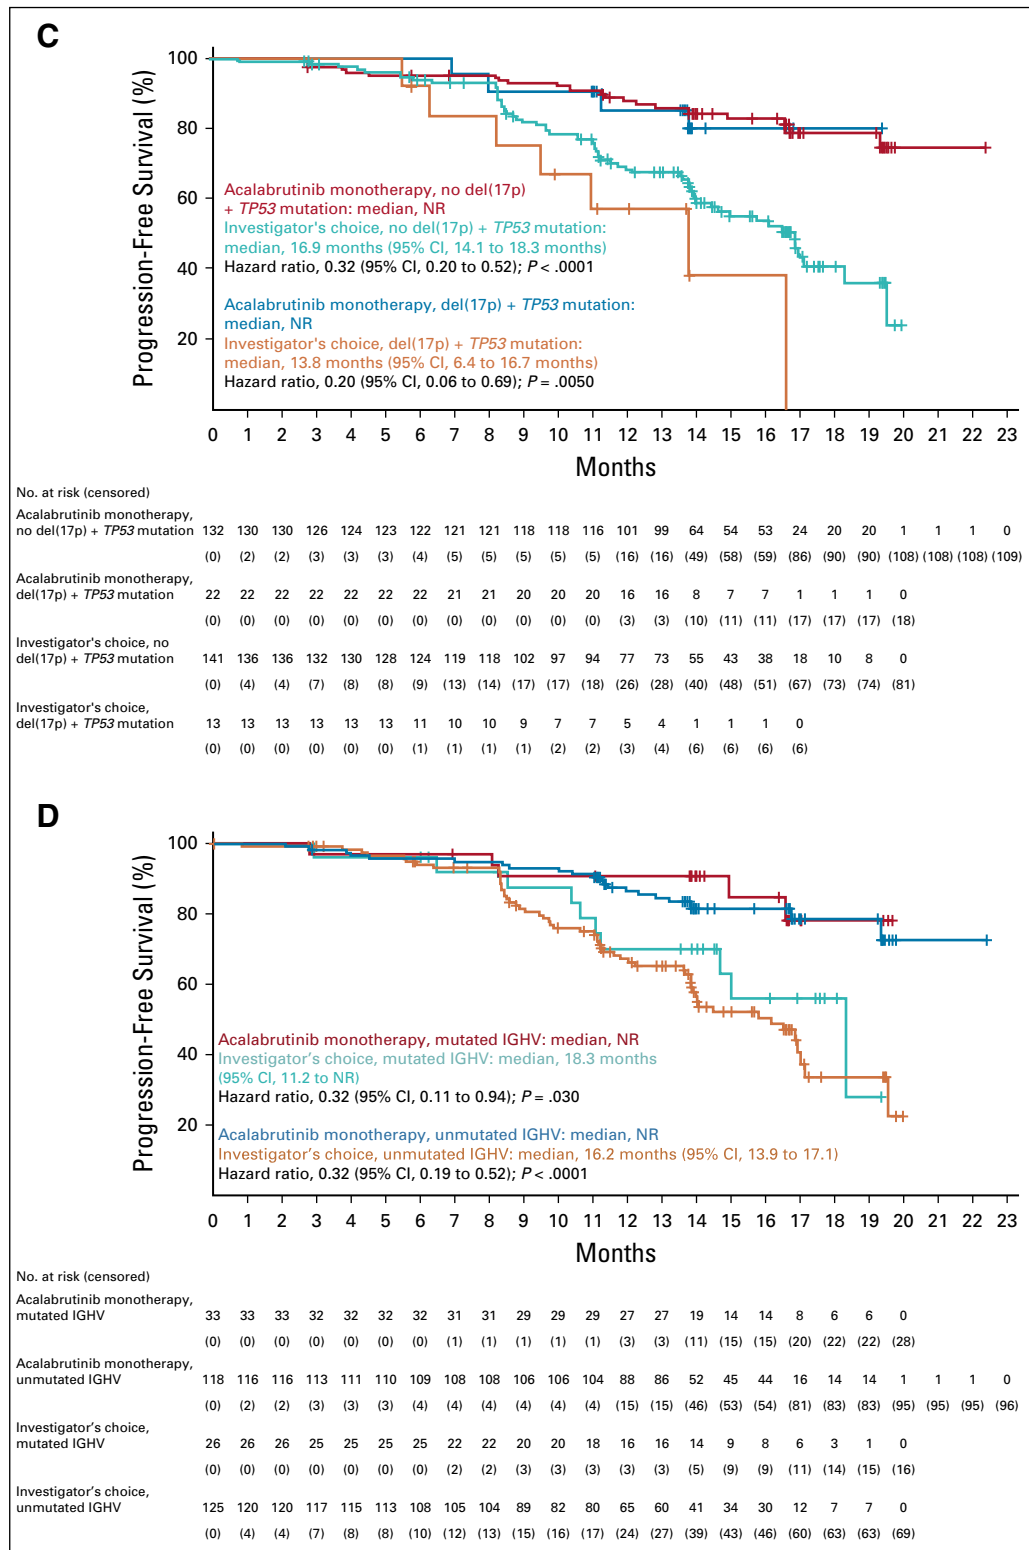 C
Progression-Free Survival (%)
100
80
60
40
20
Acalabrutinib monotherapy, no del(17p)
+ TP53 mutation: median, NR
Investigator's choice, no del(17p) + TP53 mutation:
median, 16.9 months (95% CI, 14.1 to 18.3 months)
Hazard ratio, 0.32 (95% CI, 0.20 to 0.52); P < .0001
Acalabrutinib monotherapy, del(17p) + TP53 mutation:
median, NR
Investigator's choice, del(17p) + TP53 mutation:
median, 13.8 months (95% CI, 6.4 to 16.7 months)
Hazard ratio, 0.20 (95% CI, 0.06 to 0.69); P = .0050
0 1 2 3 4 5 6 7 8 9 10 11 12 13 14 15 16 17 18 19 20 21 22 23
Months
No. at risk (censored)
Acalabrutinib monotherapy,
no del(17p) + TP53 mutation 132 130 130 126 124 123 122 121 121 118 118 116 101 99 64 54 53 24 20 20 1 1 1 0
(0) (2) (2) (3) (3) (3) (4) (5) (5) (5) (5) (5) (16) (16) (49) (58) (59) (86) (90) (90) (108) (108) (108) (109)
Acalabrutinib monotherapy,
del(17p) + TP53 mutation 22 22 22 22 22 22 22 21 21 20 20 20 16 16 8 7 7 1 1 1 0
(0) (0) (0) (0) (0) (0) (0) (0) (0) (0) (0) (0) (3) (3) (10) (11) (11) (17) (17) (17) (18)
Investigator's choice, no
del(17p) + TP53 mutation 141 136 136 132 130 128 124 119 118 102 97 94 77 73 55 43 38 18 10 8 0
(0) (4) (4) (7) (8) (8) (9) (13) (14) (17) (17) (18) (26) (28) (40) (48) (51) (67) (73) (74) (81)
Investigator's choice,
del(17p) + TP53 mutation 13 13 13 13 13 13 11 10 10 9 7 7 5 4 1 1 1 0
(0) (0) (0) (0) (0) (0) (1) (1) (1) (1) (2) (2) (3) (4) (6) (6) (6) (6)
D
Progression-Free Survival (%)
100
80
60
40
20
Acalabrutinib monotherapy, mutated IGHV: median, NR
Investigator's choice, mutated IGHV: median, 18.3 months
(95% CI, 11.2 to NR)
Hazard ratio, 0.32 (95% CI, 0.11 to 0.94); P = .030
Acalabrutinib monotherapy, unmutated IGHV: median, NR
Investigator's choice, unmutated IGHV: median, 16.2 months (95% CI, 13.9 to 17.1)
Hazard ratio, 0.32 (95% CI, 0.19 to 0.52); P < .0001
0 1 2 3 4 5 6 7 8 9 10 11 12 13 14 15 16 17 18 19 20 21 22 23
Months
No. at risk (censored)
Acalabrutinib monotherapy,
mutated IGHV 33 33 33 32 32 32 32 31 31 29 29 29 27 27 19 14 14 8 6 6 0
(0) (0) (0) (0) (0) (0) (0) (1) (1) (1) (1) (1) (3) (3) (11) (15) (15) (20) (22) (22) (28)
Acalabrutinib monotherapy,
unmutated IGHV 118 116 116 113 111 110 109 108 108 106 106 104 88 86 52 45 44 16 14 14 1 1 1 0
(0) (2) (2) (3) (3) (3) (4) (4) (4) (4) (4) (4) (15) (15) (46) (53) (54) (81) (83) (83) (95) (95) (95) (96)
Investigator's choice,
mutated IGHV 26 26 26 25 25 25 25 22 22 20 20 18 16 16 14 9 8 6 3 1 0
(0) (0) (0) (0) (0) (0) (0) (2) (2) (3) (3) (3) (3) (3) (5) (9) (9) (11) (14) (15) (16)
Investigator's choice,
unmutated IGHV 125 120 120 117 115 113 108 105 104 89 82 80 65 60 41 34 30 12 7 7 0
(0) (4) (4) (7) (8) (8) (10) (12) (13) (15) (16) (17) (24) (27) (39) (43) (46) (60) (63) (63) (69)